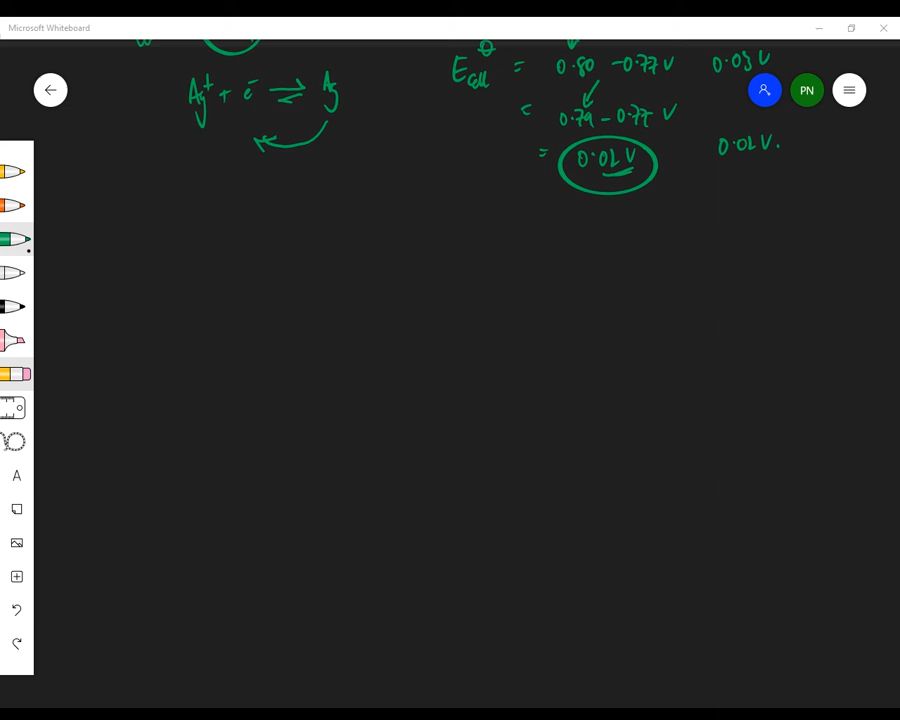 Microsoft Whiteboard
E⦵cell = 0.80 - 0.77 V 0.03 V
Ag+ + e- ⇌ Ag
= 0.79 - 0.77 V
= 0.02 V 0.02 V.
PN
A